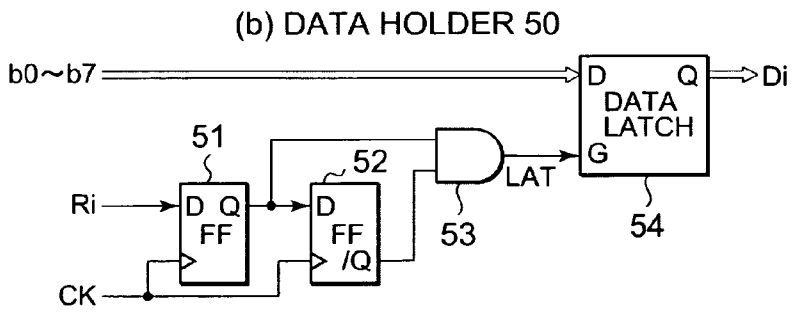 (b) DATA HOLDER 50
b0~b7
D Q
Di
DATA
LATCH
G
51
52
LAT
53
54
Ri
D Q
FF
D
FF
/Q
CK